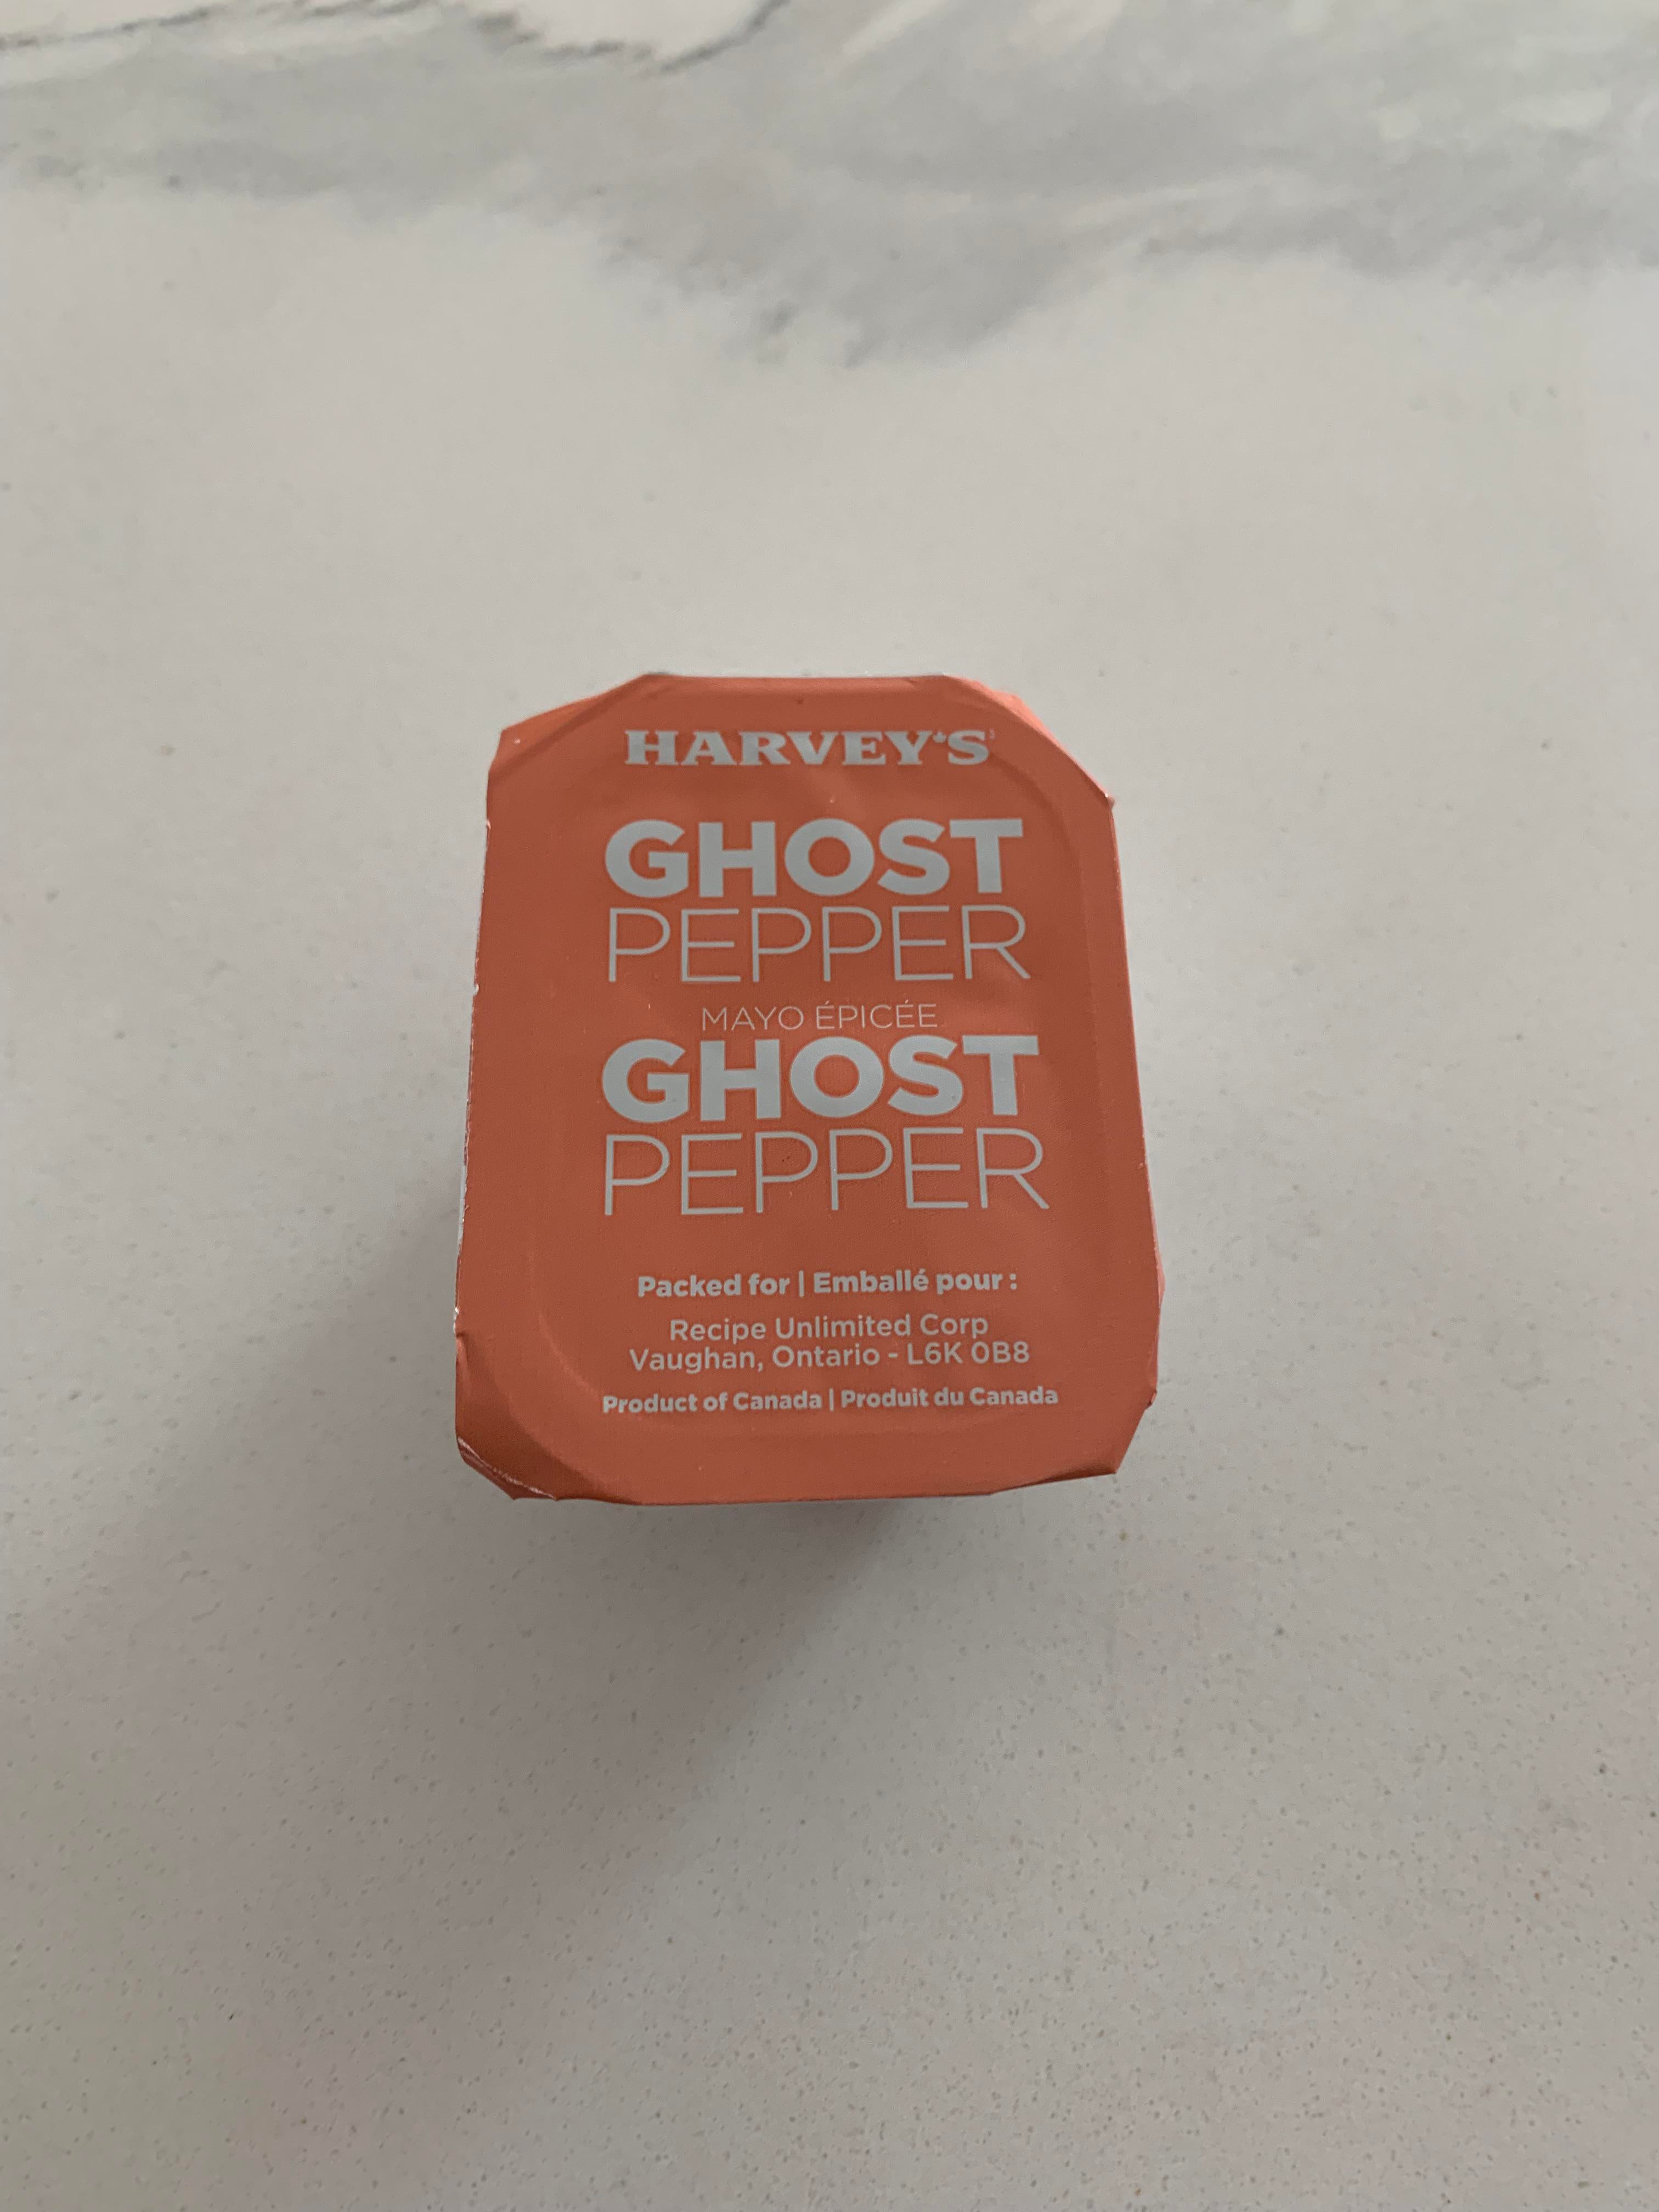 HARVEY'S
GHOST
PEPPER
MAYO ÉPICÉE
GHOST
PEPPER
Packed for | Emballé pour :
Recipe Unlimited Corp
Vaughan, Ontario - L6K 0B8
Product of Canada | Produit du Canada